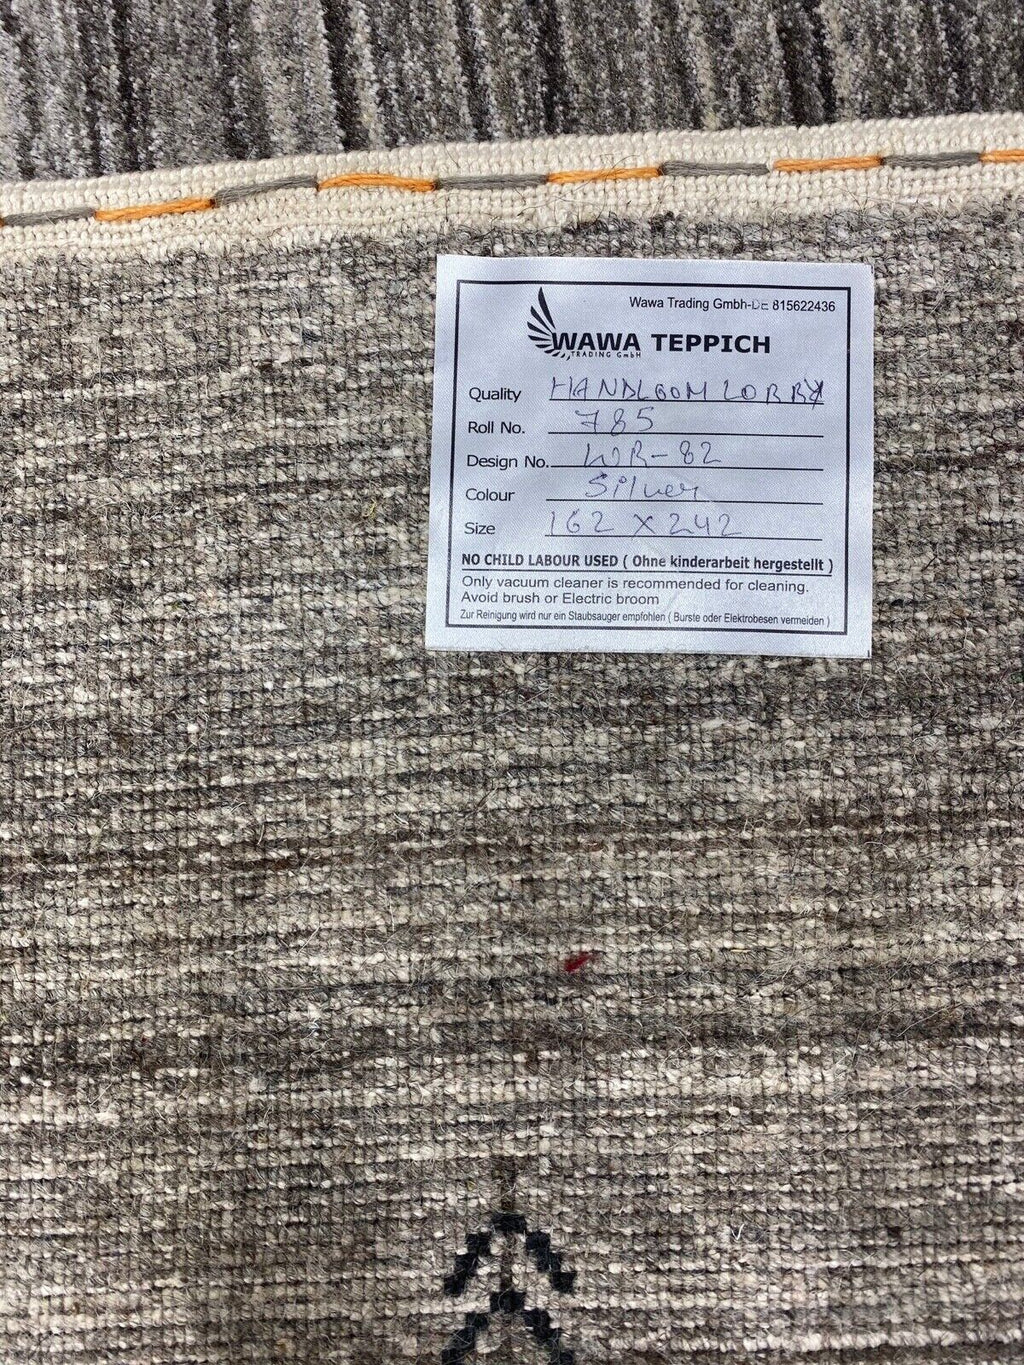 Wawa Trading Gmbh-DE 815622436
WAWA TEPPICH
TRADING GmbH
Quality HANDLOOM LORRY
Roll No. 785
Design No. LOR-82
Colour Silver
Size 162 X 242
NO CHILD LABOUR USED ( Ohne kinderarbeit hergestellt )
Only vacuum cleaner is recommended for cleaning.
Avoid brush or Electric broom
Zur Reinigung wird nur ein Staubsauger empfohlen ( Burste oder Elektrobesen vermeiden )